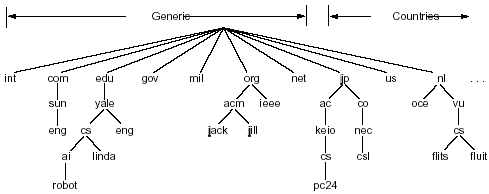 Generic Countries
int com edu gov mil org net jp us nl ...
sun yale acm ieee ac co oce vu
eng cs eng jack jill keio nec cs
ai linda cs csl flits fluit
robot pc24